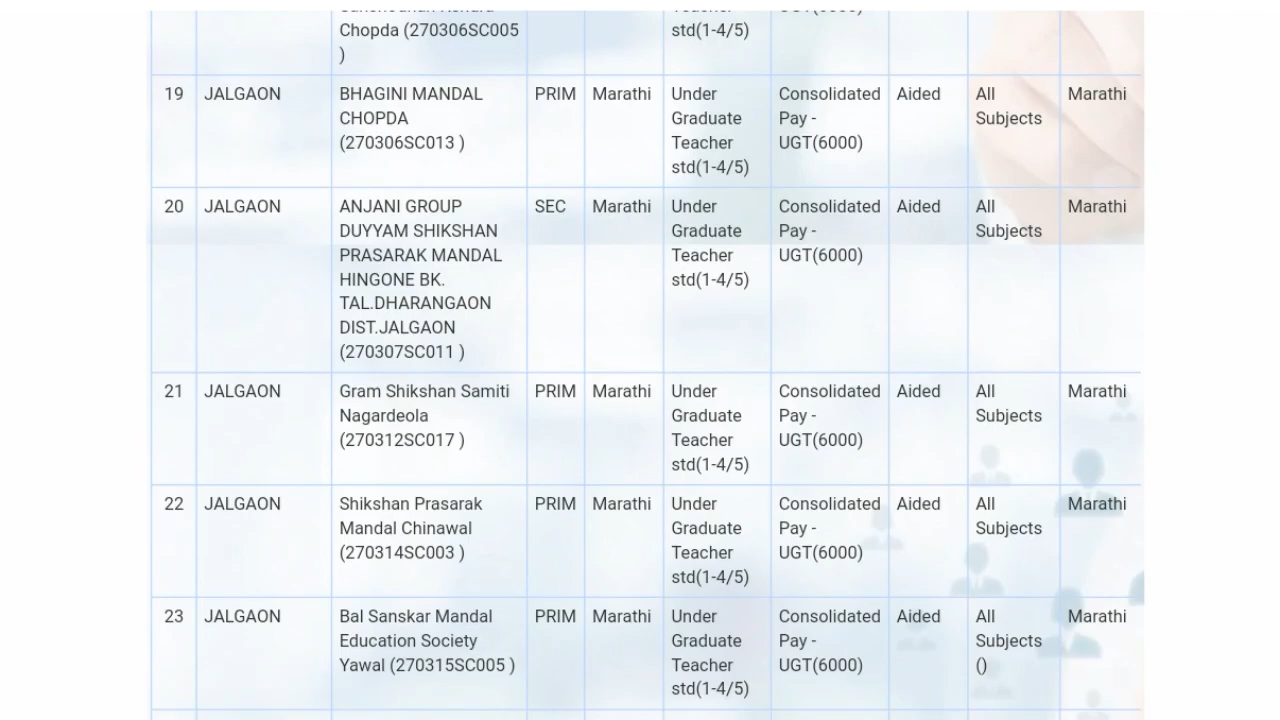 Chopda (270306SC005 std(1-4/5)
)
19 JALGAON BHAGINI MANDAL PRIM Marathi Under Consolidated Aided All Marathi
CHOPDA Graduate Pay - Subjects
(270306SC013 ) Teacher UGT(6000)
std(1-4/5)
20 JALGAON ANJANI GROUP SEC Marathi Under Consolidated Aided All Marathi
DUYYAM SHIKSHAN Graduate Pay - Subjects
PRASARAK MANDAL Teacher UGT(6000)
HINGONE BK. std(1-4/5)
TAL.DHARANGAON
DIST.JALGAON
(270307SC011 )
21 JALGAON Gram Shikshan Samiti PRIM Marathi Under Consolidated Aided All Marathi
Nagardeola Graduate Pay - Subjects
(270312SC017 ) Teacher UGT(6000)
std(1-4/5)
22 JALGAON Shikshan Prasarak PRIM Marathi Under Consolidated Aided All Marathi
Mandal Chinawal Graduate Pay - Subjects
(270314SC003 ) Teacher UGT(6000)
std(1-4/5)
23 JALGAON Bal Sanskar Mandal PRIM Marathi Under Consolidated Aided All Marathi
Education Society Graduate Pay - Subjects
Yawal (270315SC005 ) Teacher UGT(6000) ()
std(1-4/5)